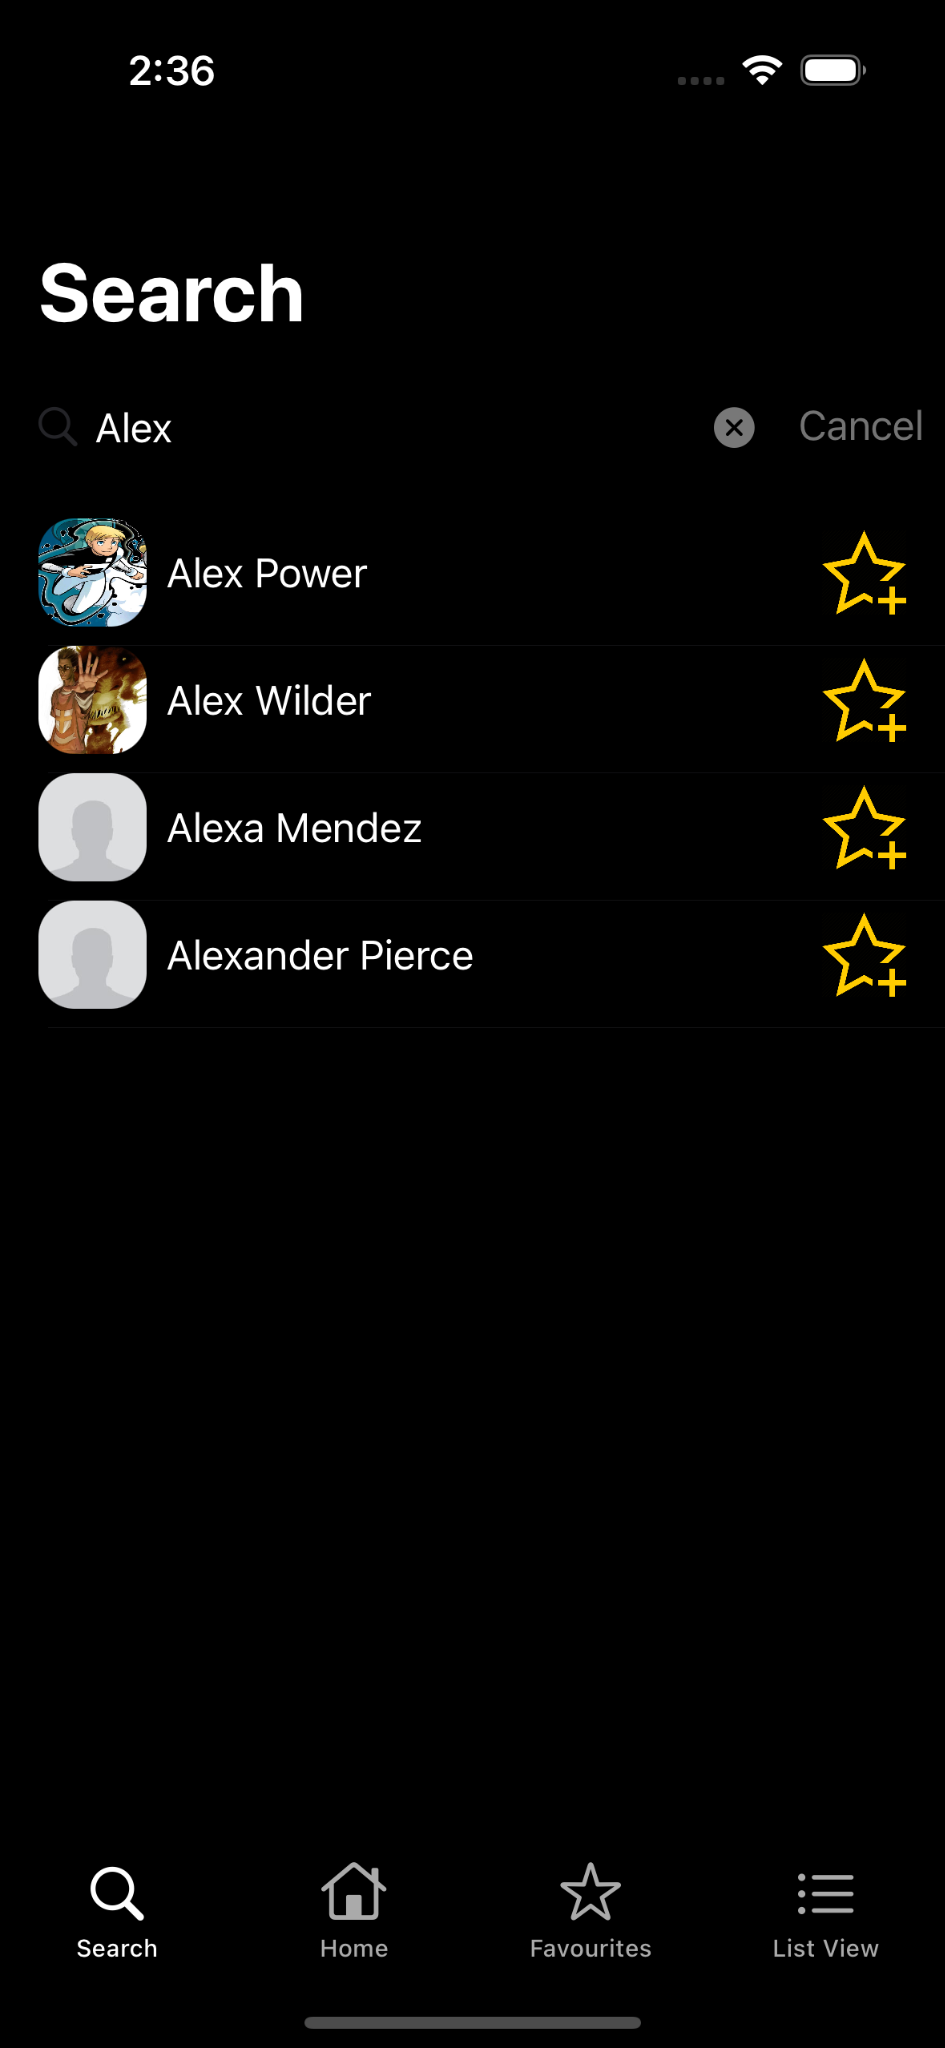 2:36
Search
Alex
Cancel
Alex Power
Alex Wilder
Alexa Mendez
Alexander Pierce
Search
Home
Favourites
List View